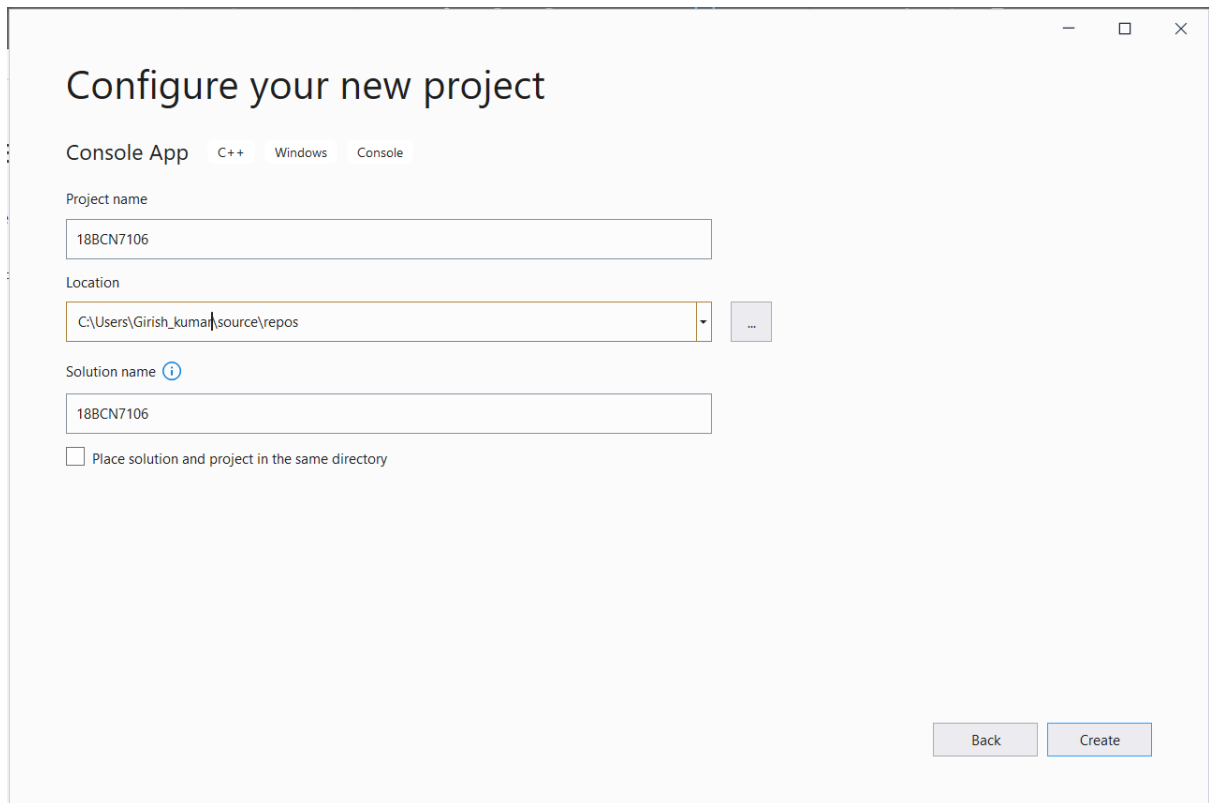 Configure your new project
Console App C++ Windows Console
Project name
18BCN7106
Location
C:\Users\Girish_kumar\source\repos
...
Solution name
18BCN7106
Place solution and project in the same directory
Back Create